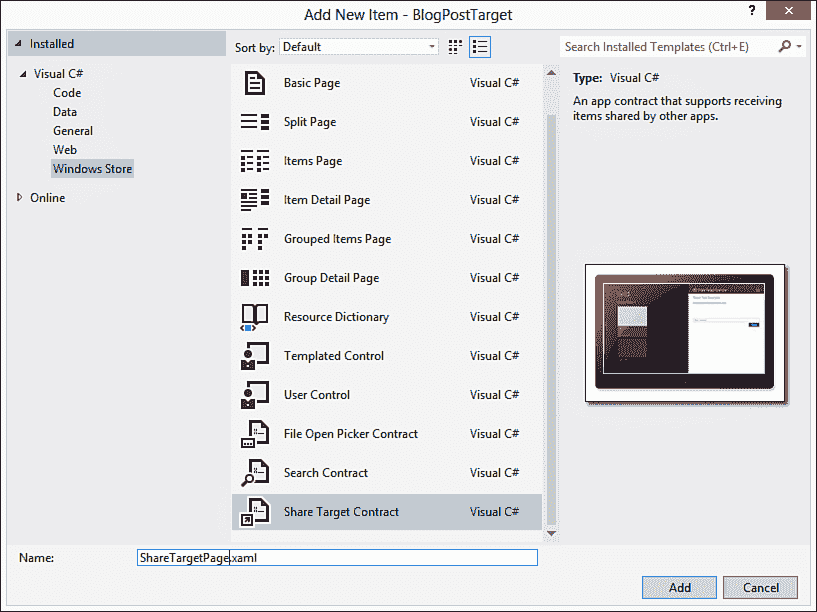 Add New Item - BlogPostTarget
?
Installed
Sort by: Default
Search Installed Templates (Ctrl+E)
Visual C#
Code
Data
General
Web
Windows Store
Online
Basic Page Visual C#
Split Page Visual C#
Items Page Visual C#
Item Detail Page Visual C#
Grouped Items Page Visual C#
Group Detail Page Visual C#
Resource Dictionary Visual C#
Templated Control Visual C#
User Control Visual C#
File Open Picker Contract Visual C#
Search Contract Visual C#
Share Target Contract Visual C#
Type: Visual C#
An app contract that supports receiving
items shared by other apps.
Name: ShareTargetPage.xaml
Add Cancel